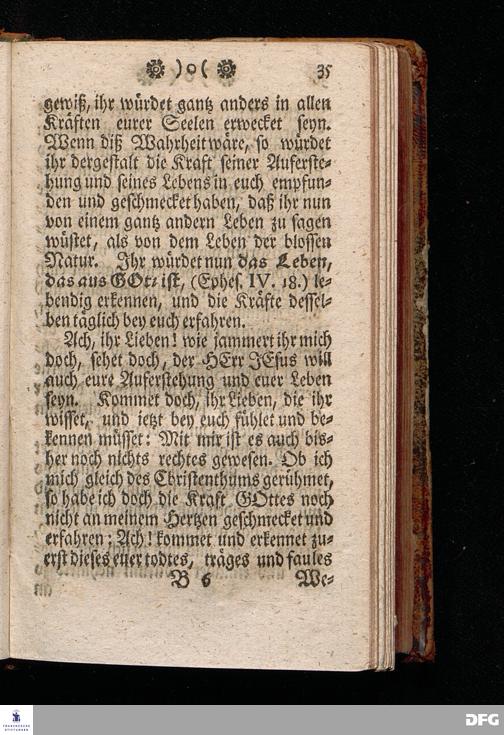 )o( 35
gewiß, ihr würdet gantz anders in allen
Kräften eurer Seelen erwecket seyn.
Wenn diß Wahrheit wäre, so würdet
ihr dergestalt die Kraft seiner Auferste-
hung und seines Lebens in euch empfun-
den und geschmecket haben, daß ihr nun
von einem gantz andern Leben zu sagen
wüstet, als von dem Leben der blossen
Natur. Ihr würdet nun das Leben,
das aus GOtt ist, (Ephes. IV. 18.) le-
bendig erkennen, und die Kräfte dessel-
ben täglich bey euch erfahren.
Ach, ihr Lieben! wie jammert ihr mich
doch, sehet doch, der HErr JEsus will
auch eure Auferstehung und euer Leben
seyn. Kommet doch, ihr Lieben, die ihr
wisset, und jetzt bey euch fühlet und be-
kennen müsset: Mit mir ist es auch bis-
her noch nichts rechtes gewesen. Ob ich
mich gleich des Christenthums gerühmet,
so habe ich doch die Kraft GOttes noch
nicht an meinem Hertzen geschmecket und
erfahren: Ach! kommet und erkennet zu-
erst dieses euer todtes, träges und faules
B 6 We-
FRANCKESCHE STIFTUNGEN
DFG